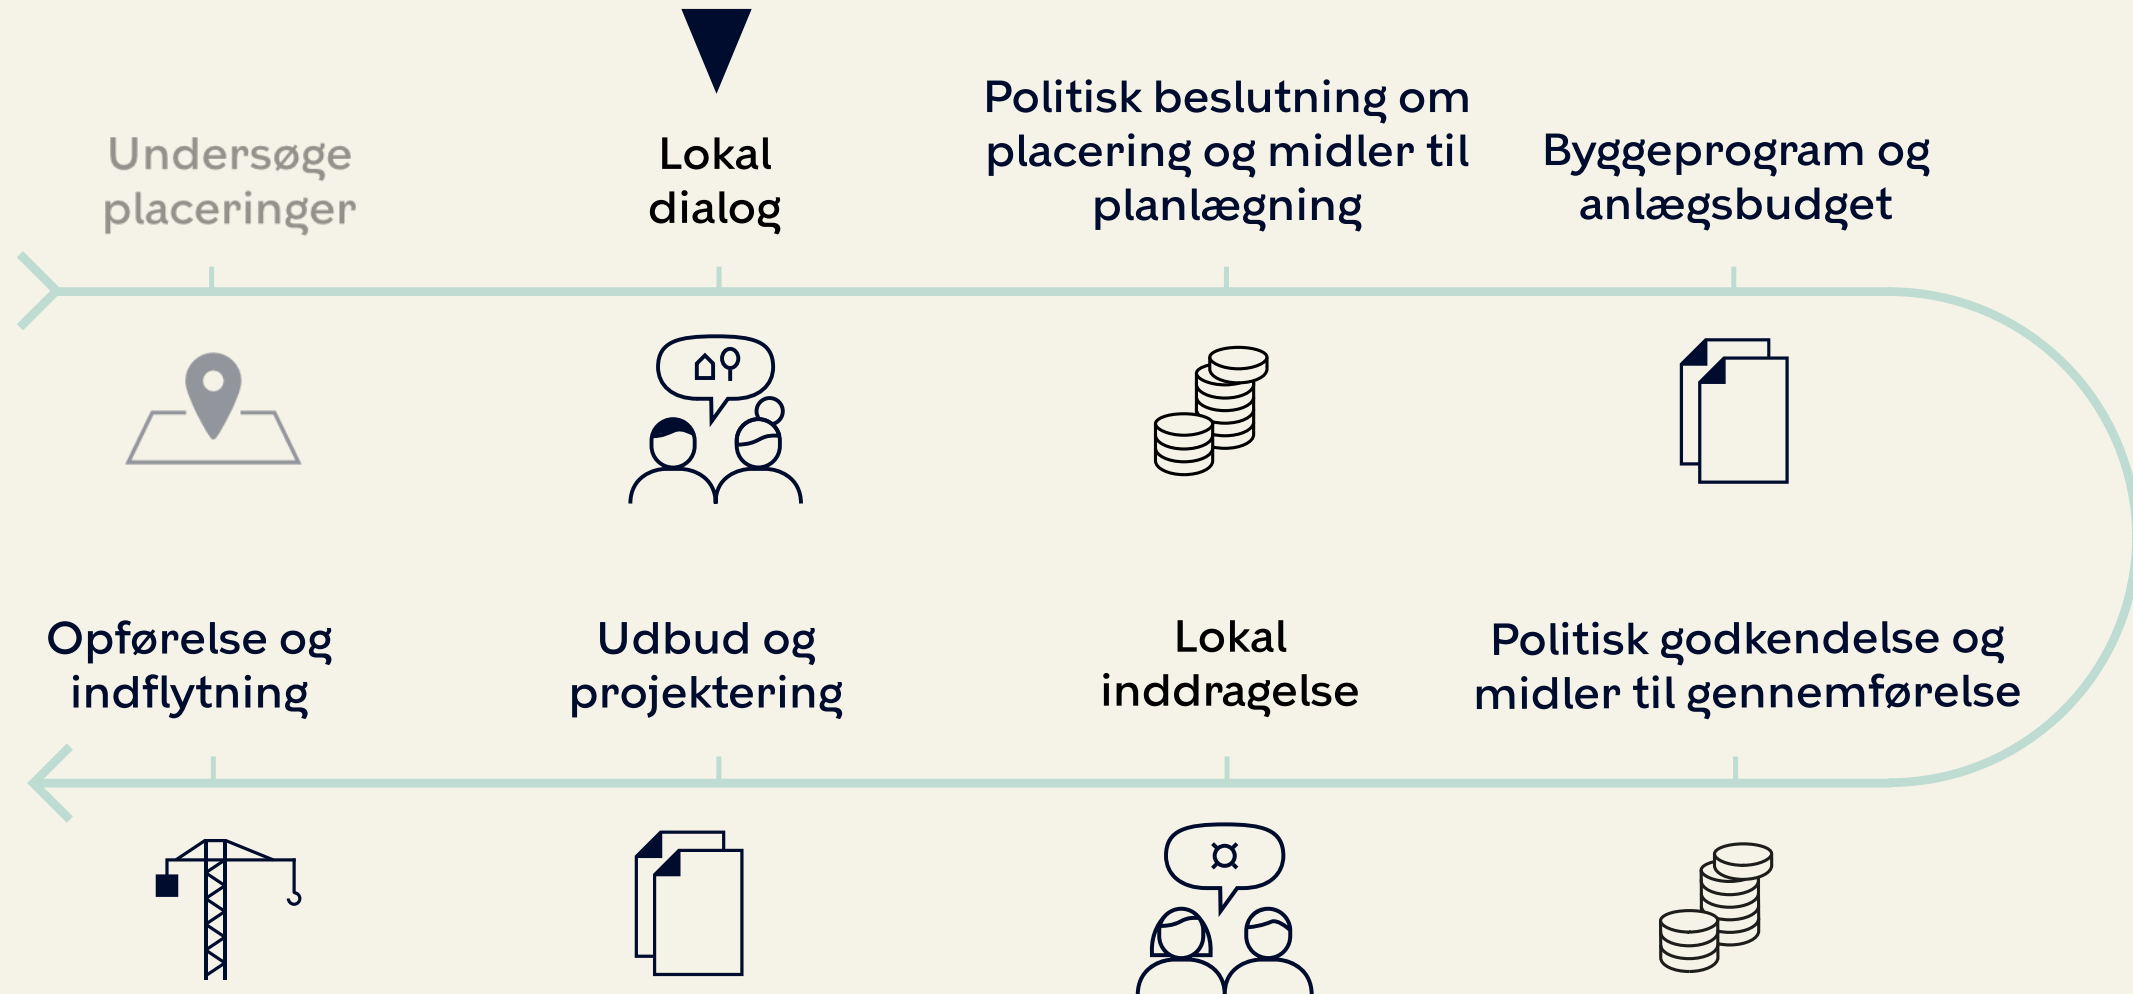 Undersøge
placeringer
Lokal
dialog
Politisk beslutning om
placering og midler til
planlægning
Byggeprogram og
anlægsbudget
Politisk godkendelse og
midler til gennemførelse
Lokal
inddragelse
Udbud og
projektering
Opførelse og
indflytning